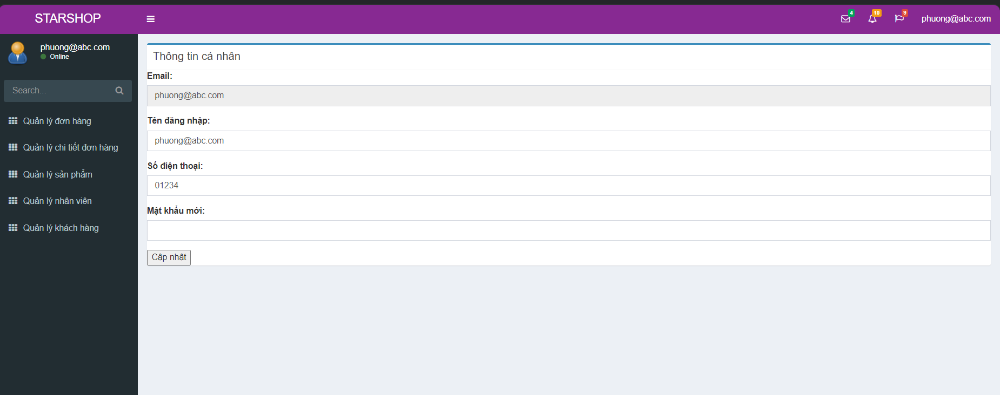 STARSHOP
4
10
9
phuong@abc.com
phuong@abc.com
Online
Search...
Quản lý đơn hàng
Quản lý chi tiết đơn hàng
Quản lý sản phẩm
Quản lý nhân viên
Quản lý khách hàng
Thông tin cá nhân
Email:
phuong@abc.com
Tên đăng nhập:
phuong@abc.com
Số điện thoại:
01234
Mật khẩu mới:
Cập nhật